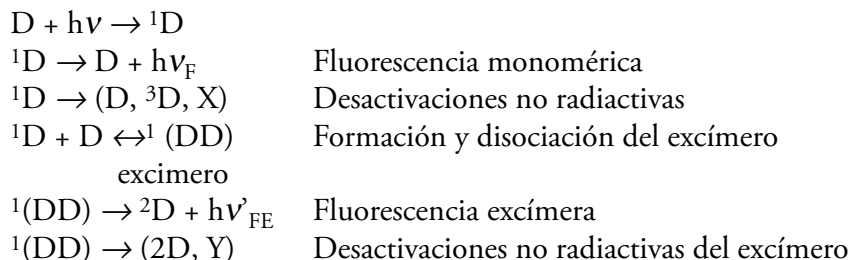 D + hν → ¹D
¹D → D + hν_F Fluorescencia monomérica
¹D → (D, ³D, X) Desactivaciones no radiactivas
¹D + D ↔¹ (DD) Formación y disociación del excímero
excimero
¹(DD) → ²D + hν’_FE Fluorescencia excímera
¹(DD) → (2D, Y) Desactivaciones no radiactivas del excímero